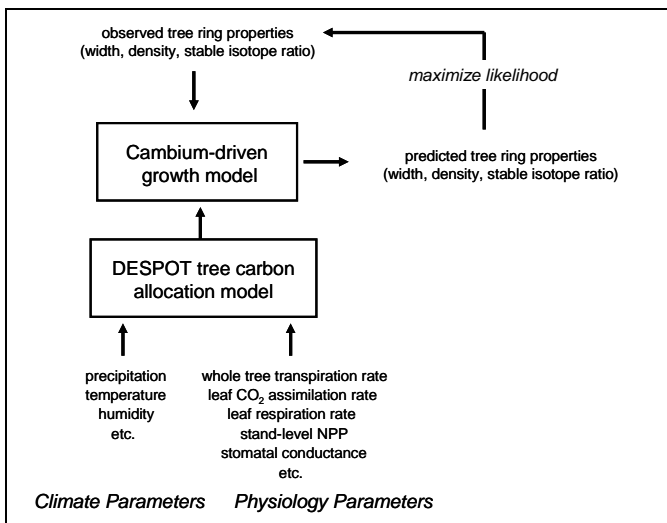 observed tree ring properties
(width, density, stable isotope ratio)
maximize likelihood
Cambium-driven
growth model
predicted tree ring properties
(width, density, stable isotope ratio)
DESPOT tree carbon
allocation model
precipitation
temperature
humidity
etc.
whole tree transpiration rate
leaf CO₂ assimilation rate
leaf respiration rate
stand-level NPP
stomatal conductance
etc.
Climate Parameters
Physiology Parameters